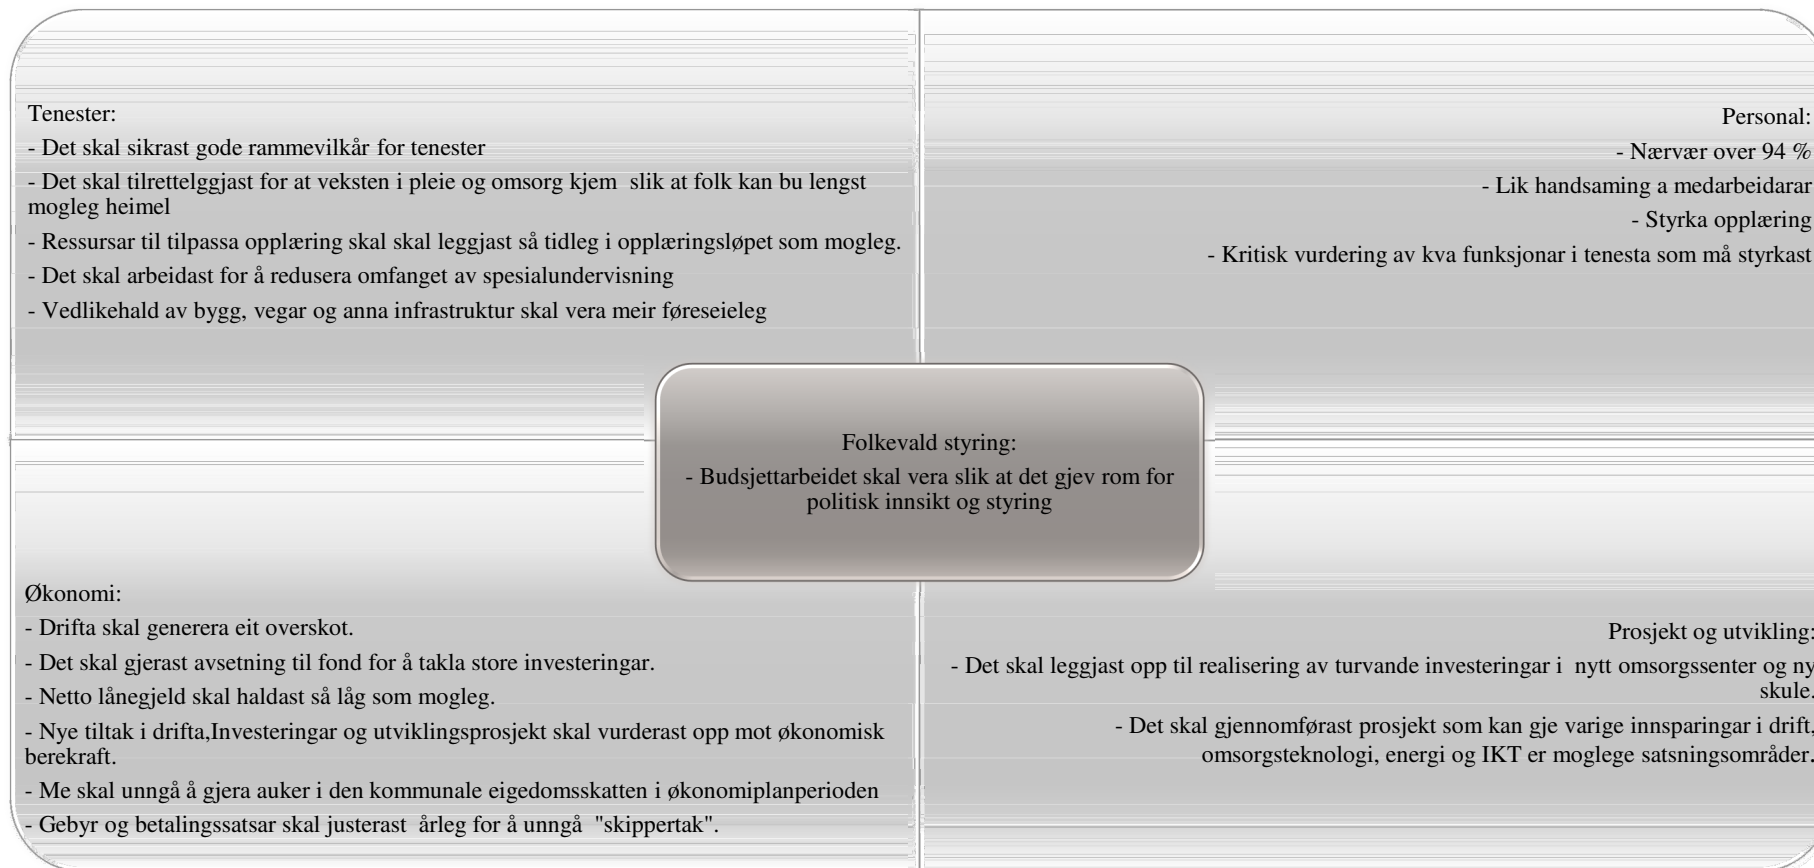 Tenester:
- Det skal sikrast gode rammevilkår for tenester
- Det skal tilrettelggjast for at veksten i pleie og omsorg kjem  slik at folk kan bu lengst
mogleg heimel
- Ressursar til tilpassa opplæring skal skal leggjast så tidleg i opplæringsløpet som mogleg.
- Det skal arbeidast for å redusera omfanget av spesialundervisning
- Vedlikehald av bygg, vegar og anna infrastruktur skal vera meir føreseieleg
Personal:
- Nærvær over 94 %
- Lik handsaming a medarbeidarar
- Styrka opplæring
- Kritisk vurdering av kva funksjonar i tenesta som må styrkast
Folkevald styring:
- Budsjettarbeidet skal vera slik at det gjev rom for
politisk innsikt og styring
Økonomi:
- Drifta skal generera eit overskot.
- Det skal gjerast avsetning til fond for å takla store investeringar.
- Netto lånegjeld skal haldast så låg som mogleg.
- Nye tiltak i drifta,Investeringar og utviklingsprosjekt skal vurderast opp mot økonomisk
berekraft.
- Me skal unngå å gjera auker i den kommunale eigedomsskatten i økonomiplanperioden
- Gebyr og betalingssatsar skal justerast  årleg for å unngå  "skippertak".
Prosjekt og utvikling:
- Det skal leggjast opp til realisering av turvande investeringar i  nytt omsorgssenter og ny
skule.
- Det skal gjennomførast prosjekt som kan gje varige innsparingar i drift,
omsorgsteknologi, energi og IKT er moglege satsningsområder.